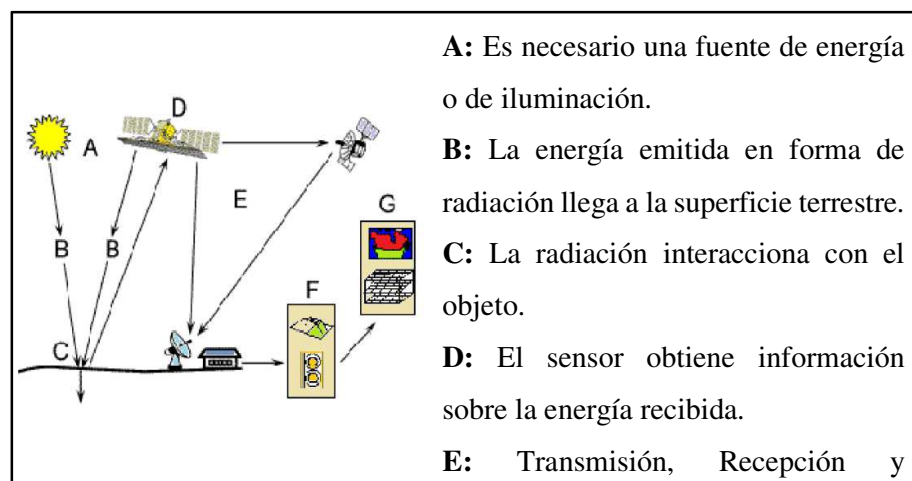 A: Es necesario una fuente de energía
o de iluminación.
B: La energía emitida en forma de
radiación llega a la superficie terrestre.
C: La radiación interacciona con el
objeto.
D: El sensor obtiene información
sobre la energía recibida.
E: Transmisión, Recepción y
D
A
E
G
B
B
F
C